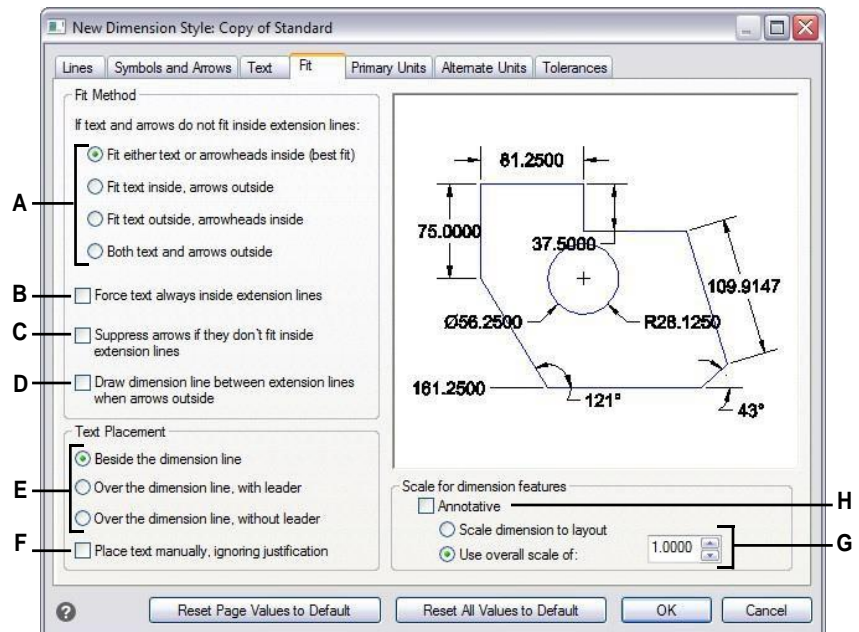 New Dimension Style: Copy of Standard
Lines
Symbols and Arrows
Text
Fit
Primary Units
Alternate Units
Tolerances
Fit Method
If text and arrows do not fit inside extension lines:
A
Fit either text or arrowheads inside (best fit)
Fit text inside, arrows outside
Fit text outside, arrowheads inside
Both text and arrows outside
B
Force text always inside extension lines
C
Suppress arrows if they don't fit inside
extension lines
D
Draw dimension line between extension lines
when arrows outside
Text Placement
E
Beside the dimension line
Over the dimension line, with leader
Over the dimension line, without leader
F
Place text manually, ignoring justification
81.2500
75.0000
37.5000
109.9147
Ø56.2500
R28.1250
161.2500
121°
43°
Scale for dimension features
Annotative
H
Scale dimension to layout
Use overall scale of:
1.0000
G
?
Reset Page Values to Default
Reset All Values to Default
OK
Cancel